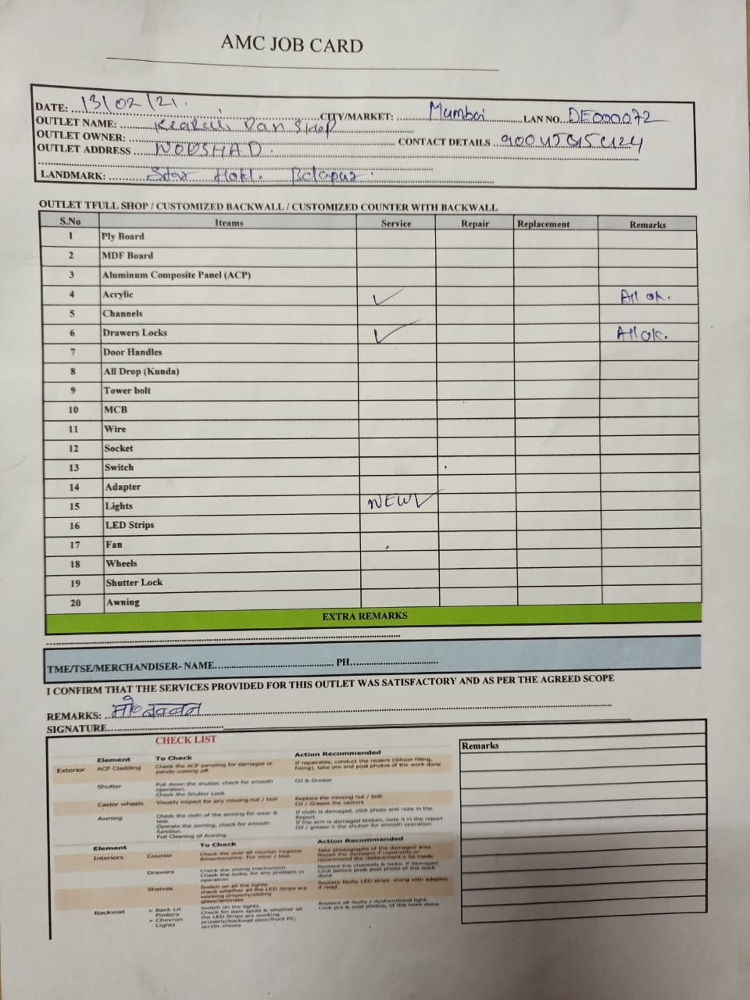 AMC JOB CARD
DATE: ...13/02/21. CITY/MARKET: ........ Mumbai ........ LAN NO...DE000072
OUTLET NAME: ........ Pan Shop
OUTLET OWNER: ........ CONTACT DETAILS ...
OUTLET ADDRESS ...... NOUSHAD.
LANDMARK: ......... Star Hotel. Belapur.
OUTLET TFULL SHOP / CUSTOMIZED BACKWALL / CUSTOMIZED COUNTER WITH BACKWALL
S.No Iteams Service Repair Replacement Remarks
1 Ply Board
2 MDF Board
3 Aluminum Composite Panel (ACP)
4 Acrylic ✓ All ok.
5 Channels
6 Drawers Locks ✓ All ok.
7 Door Handles
8 All Drop (Kunda)
9 Tower bolt
10 MCB
11 Wire
12 Socket
13 Switch
14 Adapter
15 Lights NEW ✓
16 LED Strips
17 Fan
18 Wheels
19 Shutter Lock
20 Awning
EXTRA REMARKS
TME/TSE/MERCHANDISER- NAME.................................. PH..........................
I CONFIRM THAT THE SERVICES PROVIDED FOR THIS OUTLET WAS SATISFACTORY AND AS PER THE AGREED SCOPE
REMARKS: ..
SIGNATURE..................................
CHECK LIST
Remarks
Element To Check Action Recommended
Exterior ACP Cladding Check the ACP paneling for damages or panels coming off. If repairable, conduct the repairs (Silicon filling, fixing), take pre and post photos of the work done
Shutter Pull down the shutter, check for smooth operation. Check the Shutter Lock Oil & Grease
Castor wheels Visually inspect for any missing nut / bolt Replace the missing nut / bolt. Oil / Grease the castors
Awning Check the cloth of the awning for wear & tear. Operate the awning, check for smooth function. Full Cleaning of Awning. If cloth is damaged, click photo and note in the Report. If the arm is damaged broken, note it in the report Oil / grease it the shutter for smooth operation
Element To Check Action Recommended
Interiors Counter Check the over all counter hygiene &maintenance. For wear / tear. Take photographs of the damaged area Repair the damages if repairable or recommend the replacement to be made
Drawers Check the sliding mechanism. Check the locks, for any problem in operation Replace the channels & locks, if damaged. Click before pre& post photo of the work done
Shelves Switch on all the lights. check whether all the LED Strips are working properly/sliding glass/laminate Replace faulty LED strips along with adapter, if reqd.
Backwall ➢ Back Lit Posters ➢ Chevron Lights Switch on the lights. Check for dark spots & whether all the LED Strips are working properly/backwall door/front PC, acrylic sheets Replace all faulty / dysfunctional light, Click pre & post photos, of the work done.